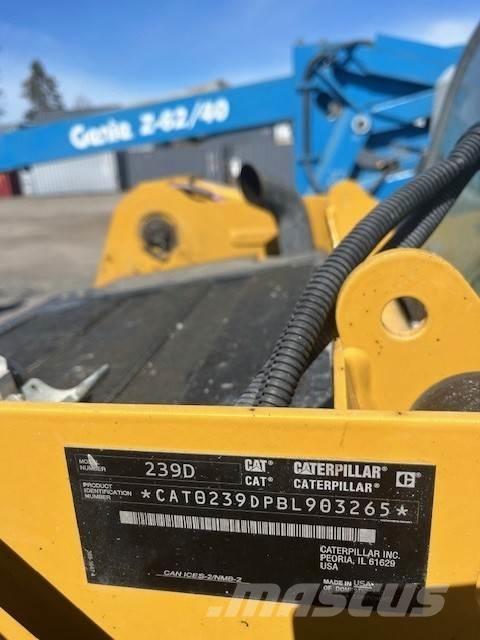 Genie Z-62/40
MODEL NUMBER 239D CAT® CATERPILLAR®
CAT® CATERPILLAR®
PRODUCT IDENTIFICATION NUMBER
*CAT0239DPBL903265*
CATERPILLAR INC.
PEORIA, IL 61629
USA
CAN ICES-2/NMB-2
MADE IN USA
mascus